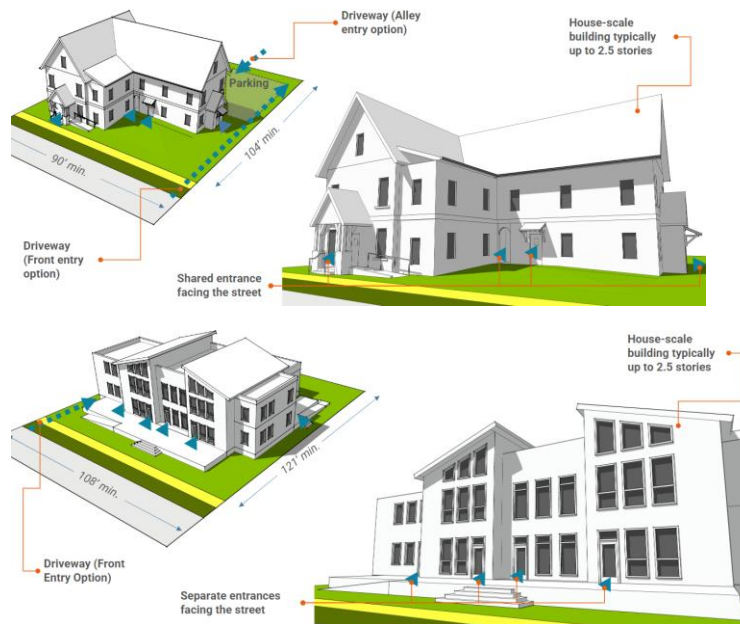 Driveway (Alley
entry option)
House-scale
building typically
up to 2.5 stories
Parking
90' min.
104' min.
Driveway
(Front entry
option)
Shared entrance
facing the street
House-scale
building typically
up to 2.5 stories
108' min.
121' min.
Driveway (Front
Entry Option)
Separate entrances
facing the street